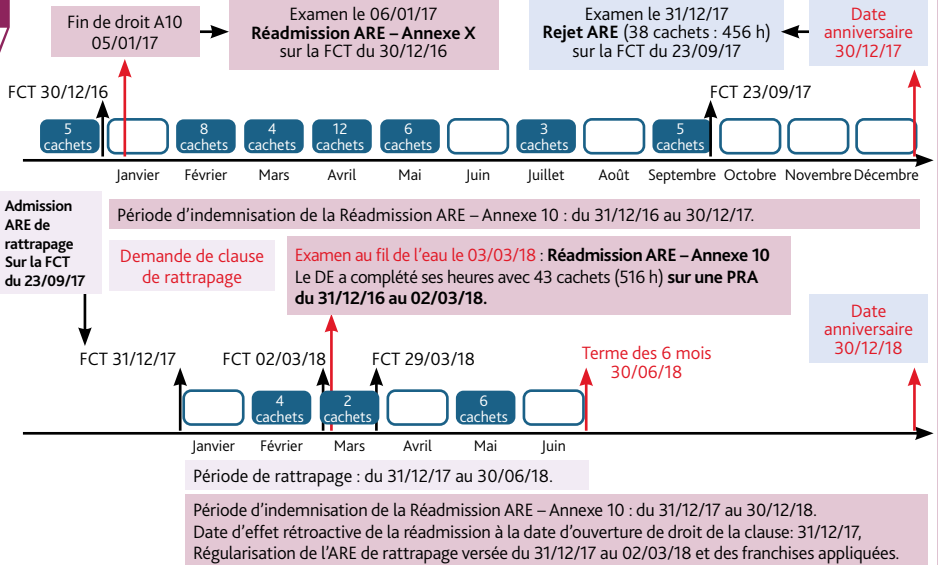 Fin de droit A10
05/01/17
Examen le 06/01/17
Réadmission ARE – Annexe X
sur la FCT du 30/12/16
Examen le 31/12/17
Rejet ARE (38 cachets : 456 h)
sur la FCT du 23/09/17
Date
anniversaire
30/12/17
FCT 30/12/16
FCT 23/09/17
5
cachets
8
cachets
4
cachets
12
cachets
6
cachets
3
cachets
5
cachets
Janvier Février Mars Avril Mai Juin Juillet Août Septembre Octobre Novembre Décembre
Admission
ARE de
rattrapage
Sur la FCT
du 23/09/17
Période d’indemnisation de la Réadmission ARE – Annexe 10 : du 31/12/16 au 30/12/17.
Demande de clause
de rattrapage
Examen au fil de l’eau le 03/03/18 : Réadmission ARE – Annexe 10
Le DE a complété ses heures avec 43 cachets (516 h) sur une PRA
du 31/12/16 au 02/03/18.
Date
anniversaire
30/12/18
FCT 31/12/17
FCT 02/03/18
FCT 29/03/18
Terme des 6 mois
30/06/18
4
cachets
2
cachets
6
cachets
Janvier Février Mars Avril Mai Juin
Période de rattrapage : du 31/12/17 au 30/06/18.
Période d’indemnisation de la Réadmission ARE – Annexe 10 : du 31/12/17 au 30/12/18.
Date d’effet rétroactive de la réadmission à la date d’ouverture de droit de la clause: 31/12/17,
Régularisation de l’ARE de rattrapage versée du 31/12/17 au 02/03/18 et des franchises appliquées.